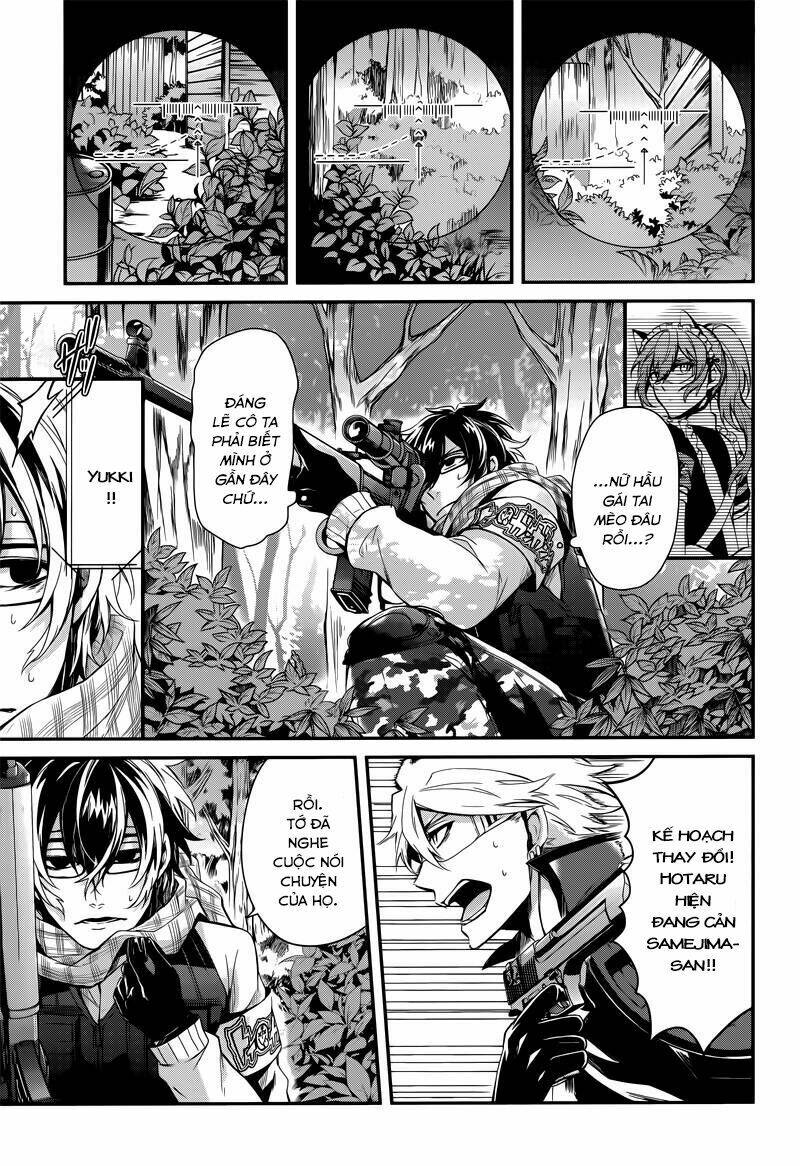 ...NỮ HẦU
GÁI TAI
MÈO ĐÂU
RỒI...?
ĐÁNG
LẼ CÔ TA
PHẢI BIẾT
MÌNH Ở
GẦN ĐÂY
CHỨ...
YUKKI
!!
KẾ HOẠCH
THAY ĐỔI!
HOTARU
HIỆN
ĐANG CẢN
SAMEJIMA-
SAN!!
RỒI.
TỚ ĐÃ
NGHE
CUỘC NÓI
CHUYỆN
CỦA HỌ.